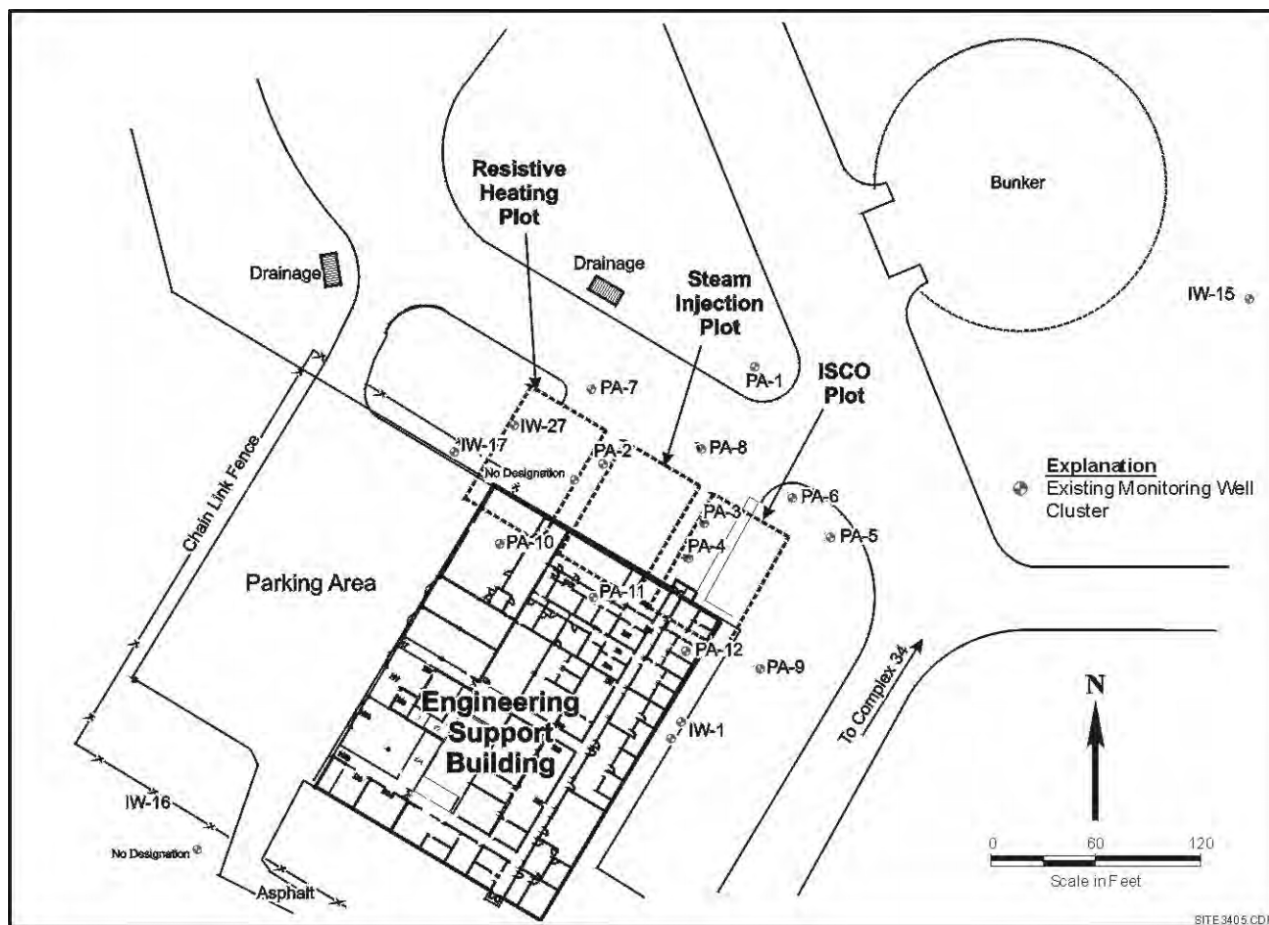 Resistive
Heating
Plot
Bunker
Drainage
Drainage
Steam
Injection
Plot
IW-15
PA-1
ISCO
Plot
PA-7
IW-27
IW-17
PA-2
PA-8
No Designation
Explanation
Existing Monitoring Well
Cluster
PA-3
PA-6
PA-4
PA-5
PA-10
Chain Link Fence
Parking Area
PA-11
PA-12
PA-9
To Complex 34
N
Engineering
Support
Building
IW-1
IW-16
No Designation
Asphalt
0 60 120
Scale in Feet